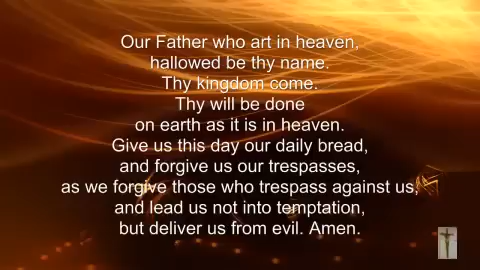 Our Father who art in heaven,
hallowed be thy name.
Thy kingdom come.
Thy will be done
on earth as it is in heaven.
Give us this day our daily bread,
and forgive us our trespasses,
as we forgive those who trespass against us,
and lead us not into temptation,
but deliver us from evil. Amen.